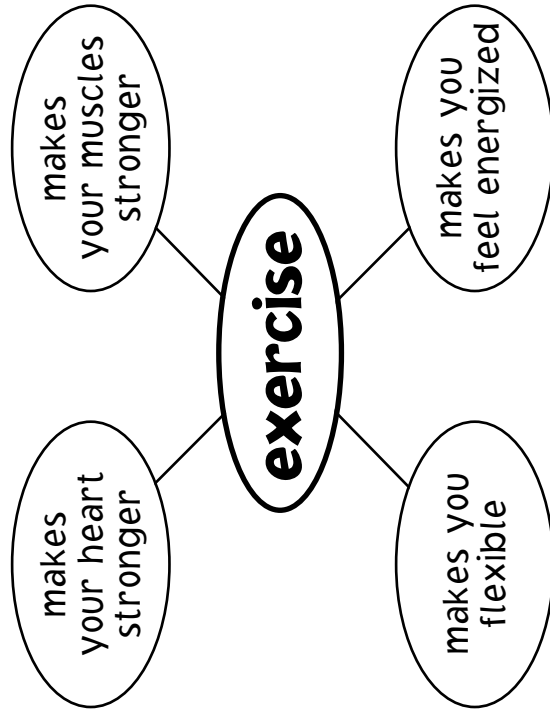 makes
your heart
stronger
makes
your muscles
stronger
exercise
makes you
flexible
makes you
feel energized